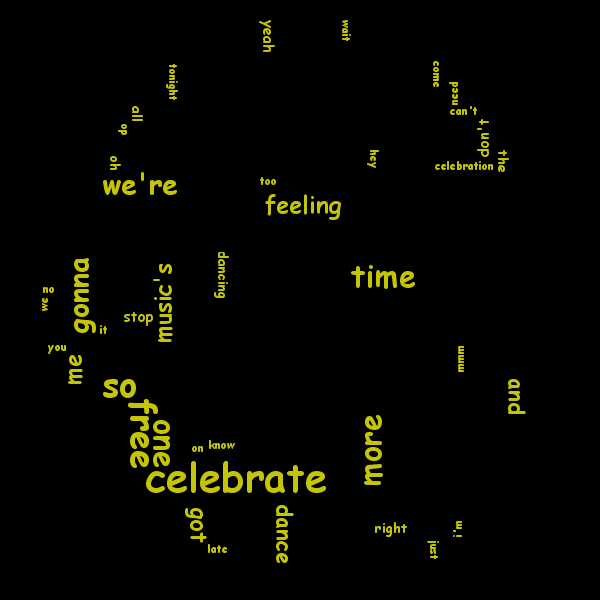 yeah
wait
come
tonight
need
can't
all
do
don't
the
hey
celebration
oh
we're
too
feeling
gonna
music's
dancing
time
no
we
stop
it
you
me
mmm
so
and
free
one
more
on
know
celebrate
got
dance
late
right
just
i'm